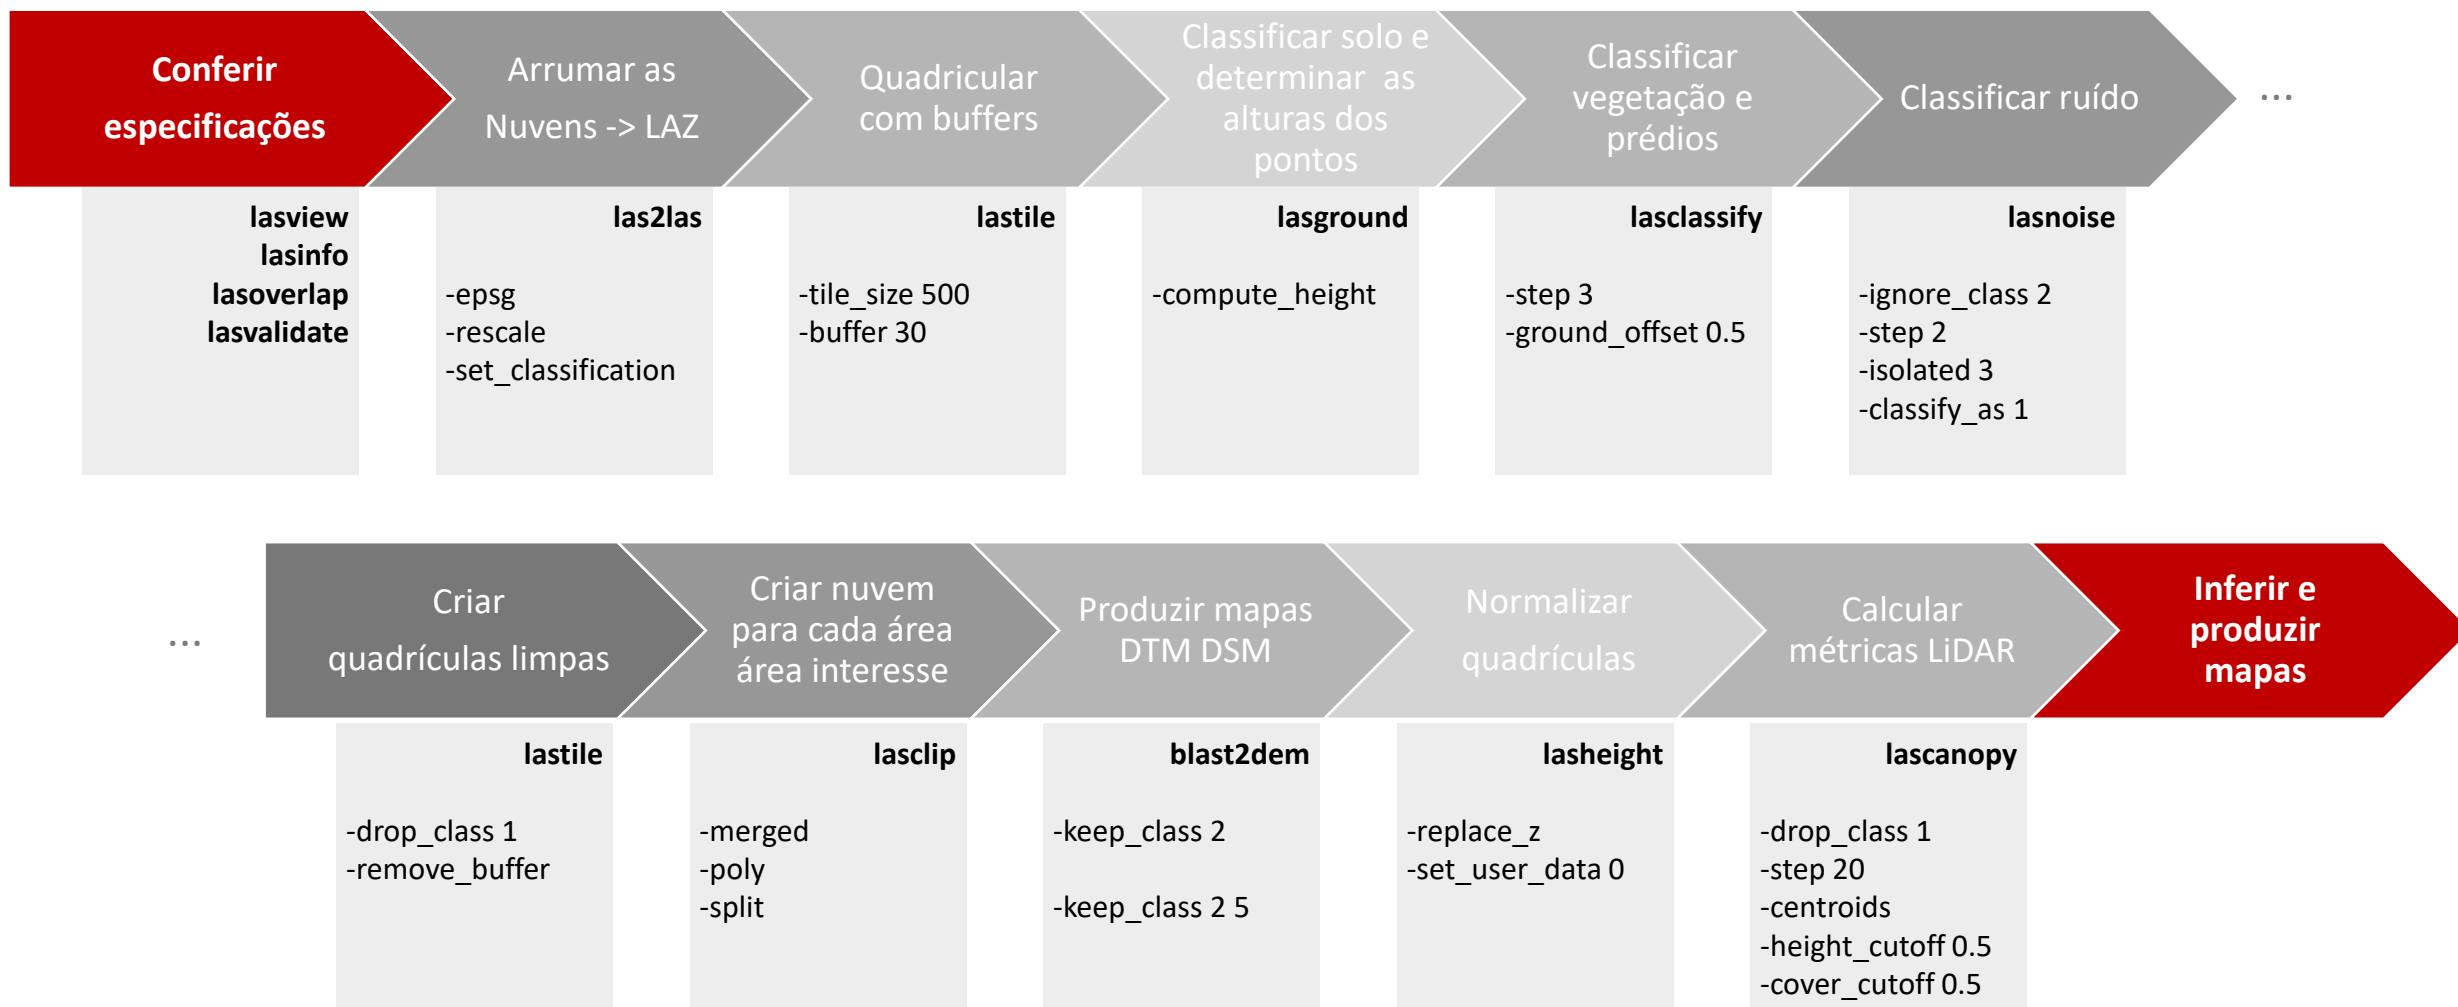 Conferir
especificações
Arrumar as
Nuvens -> LAZ
Quadricular
com buffers
Classificar solo e
determinar as
alturas dos
pontos
Classificar
vegetação e
prédios
Classificar ruído
...
lasview
lasinfo
lasoverlap
lasvalidate
las2las
-epsg
-rescale
-set_classification
lastile
-tile_size 500
-buffer 30
lasground
-compute_height
lasclassify
-step 3
-ground_offset 0.5
lasnoise
-ignore_class 2
-step 2
-isolated 3
-classify_as 1
...
Criar
quadrículas limpas
Criar nuvem
para cada área
área interesse
Produzir mapas
DTM DSM
Normalizar
quadrículas
Calcular
métricas LiDAR
Inferir e
produzir
mapas
lastile
-drop_class 1
-remove_buffer
lasclip
-merged
-poly
-split
blast2dem
-keep_class 2
-keep_class 2 5
lasheight
-replace_z
-set_user_data 0
lascanopy
-drop_class 1
-step 20
-centroids
-height_cutoff 0.5
-cover_cutoff 0.5